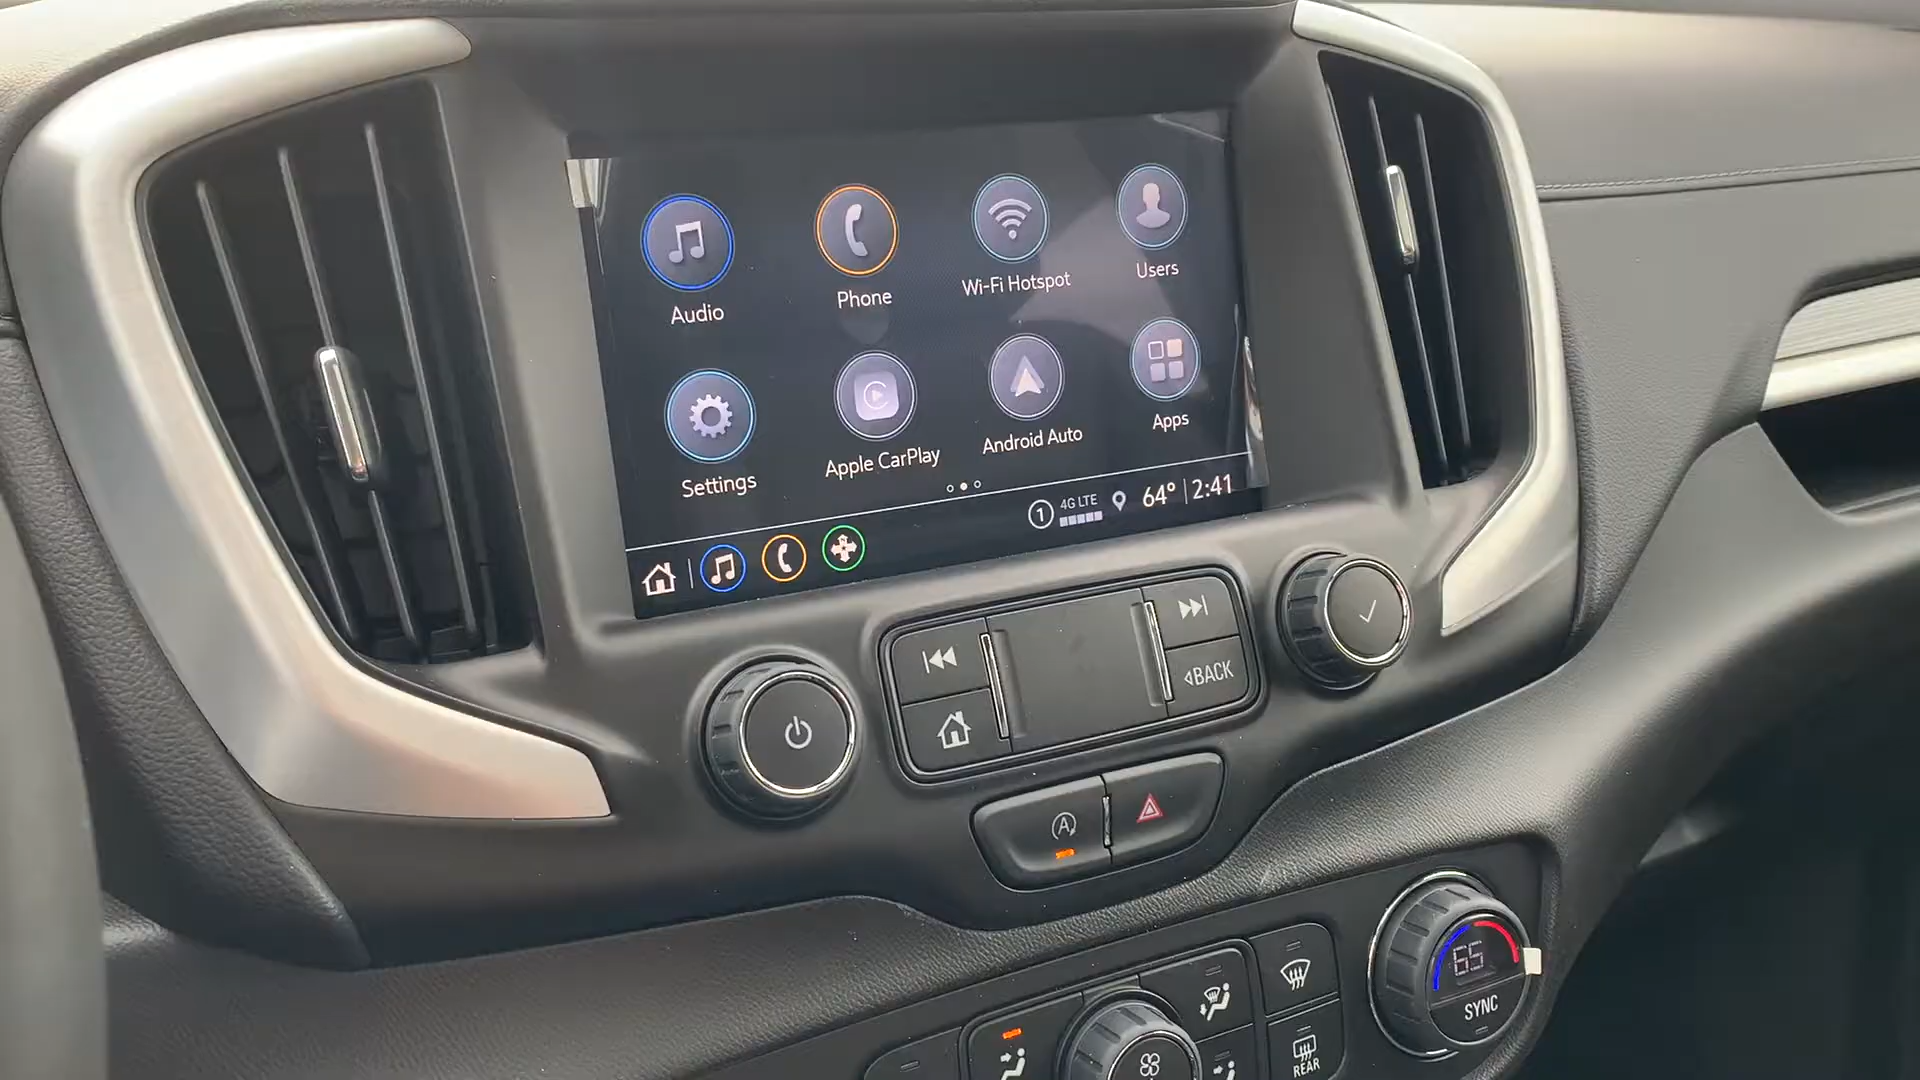 Audio
Phone
Wi-Fi Hotspot
Users
Settings
Apple CarPlay
Android Auto
Apps
1
4G LTE
64° 2:41
BACK
A
65
SYNC
REAR